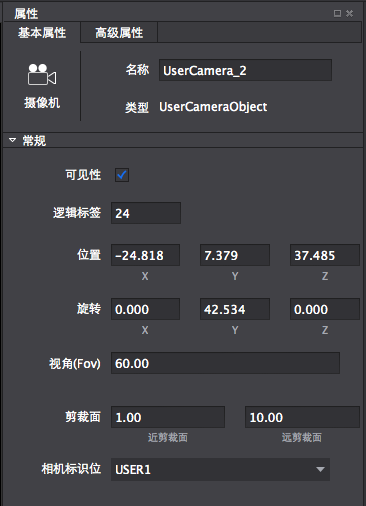 属性
基本属性 高级属性
名称 UserCamera_2
摄像机
类型 UserCameraObject
常规
可见性
逻辑标签 24
位置 -24.818 7.379 37.485
X Y Z
旋转 0.000 42.534 0.000
X Y Z
视角(Fov) 60.00
剪裁面 1.00 10.00
近剪裁面 远剪裁面
相机标识位 USER1